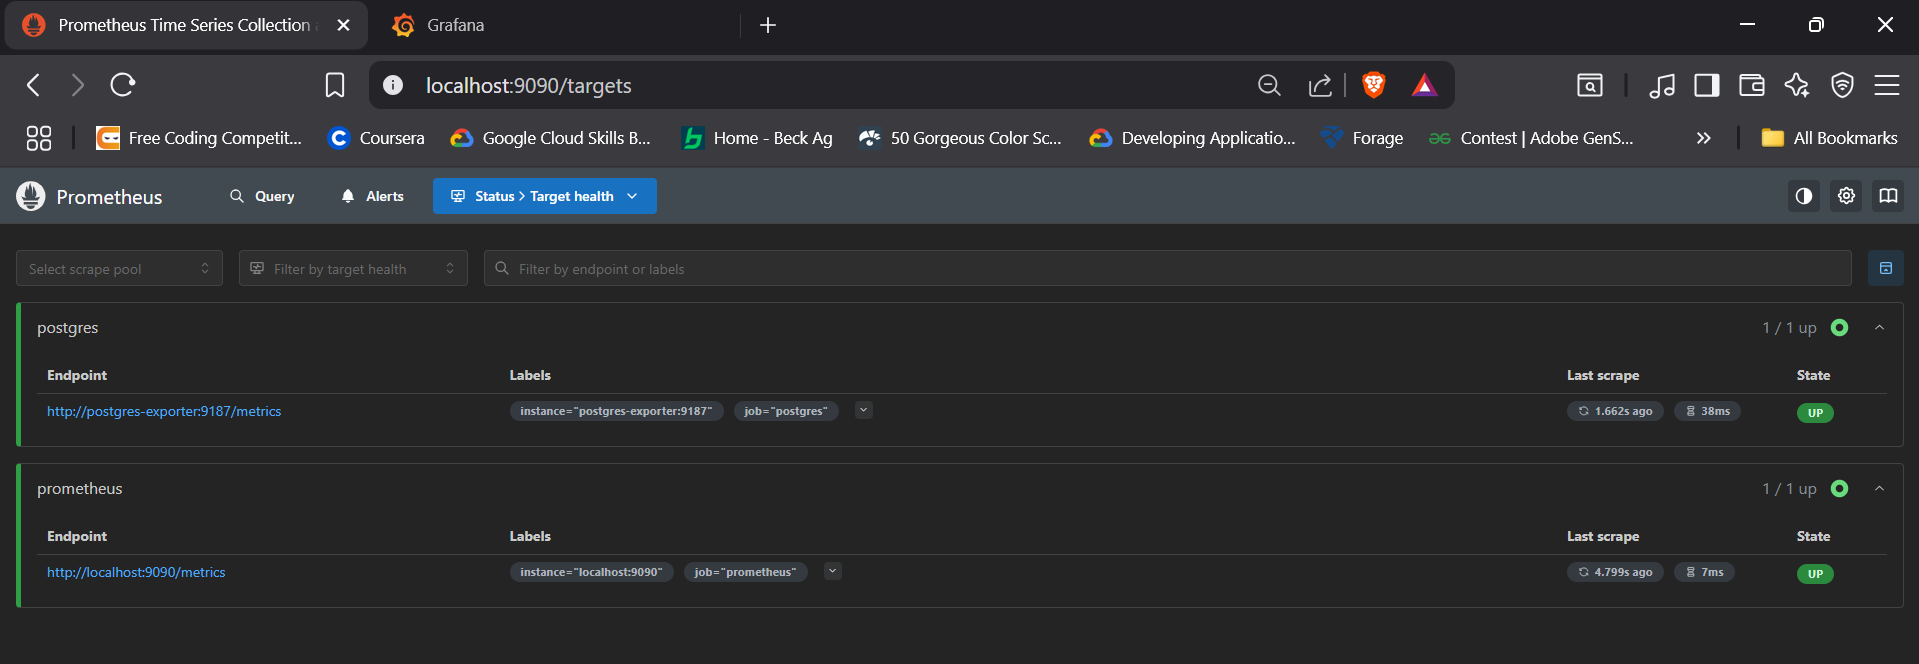 Prometheus Time Series Collection
Grafana
localhost:9090/targets
Free Coding Competit...
Coursera
Google Cloud Skills B...
Home - Beck Ag
50 Gorgeous Color Sc...
Developing Applicatio...
Forage
Contest | Adobe GenS...
All Bookmarks
Prometheus
Query
Alerts
Status > Target health
Select scrape pool
Filter by target health
Filter by endpoint or labels
postgres
1 / 1 up
Endpoint
Labels
Last scrape
State
http://postgres-exporter:9187/metrics
instance="postgres-exporter:9187"
job="postgres"
1.662s ago
38ms
UP
prometheus
1 / 1 up
Endpoint
Labels
Last scrape
State
http://localhost:9090/metrics
instance="localhost:9090"
job="prometheus"
4.799s ago
7ms
UP